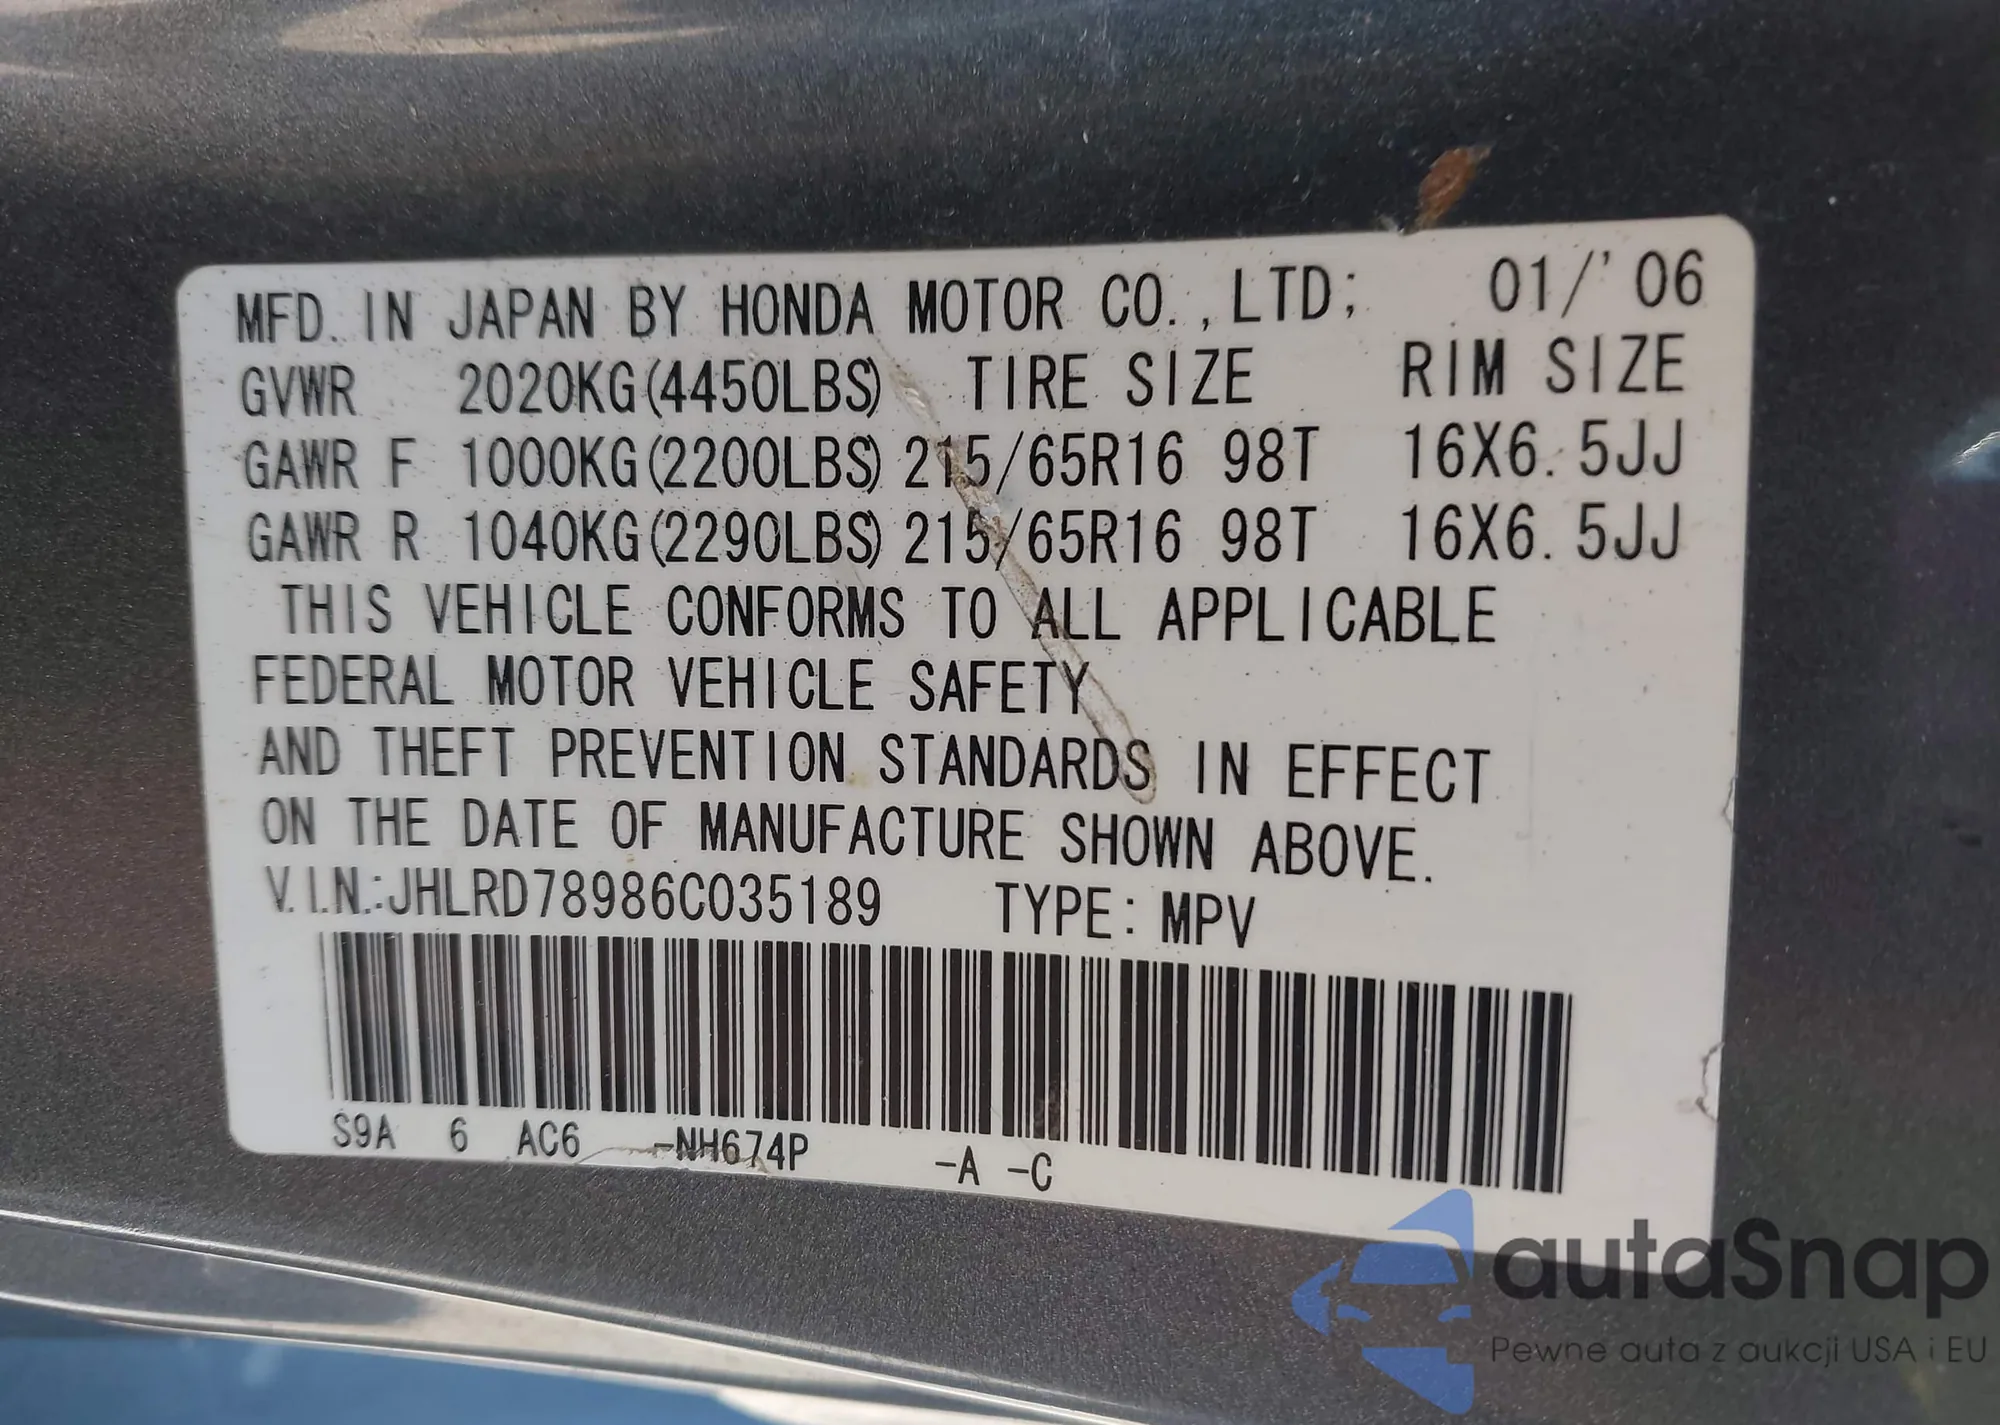 MFD. IN JAPAN BY HONDA MOTOR CO.,LTD; 01/'06
GVWR 2020KG(4450LBS) TIRE SIZE RIM SIZE
GAWR F 1000KG(2200LBS) 215/65R16 98T 16X6.5JJ
GAWR R 1040KG(2290LBS) 215/65R16 98T 16X6.5JJ
THIS VEHICLE CONFORMS TO ALL APPLICABLE
FEDERAL MOTOR VEHICLE SAFETY
AND THEFT PREVENTION STANDARDS IN EFFECT
ON THE DATE OF MANUFACTURE SHOWN ABOVE.
V.I.N.:JHLRD78986C035189 TYPE: MPV
S9A 6 AC6 -NH674P -A -C
autaSnap
Pewne auta z aukcji USA i EU